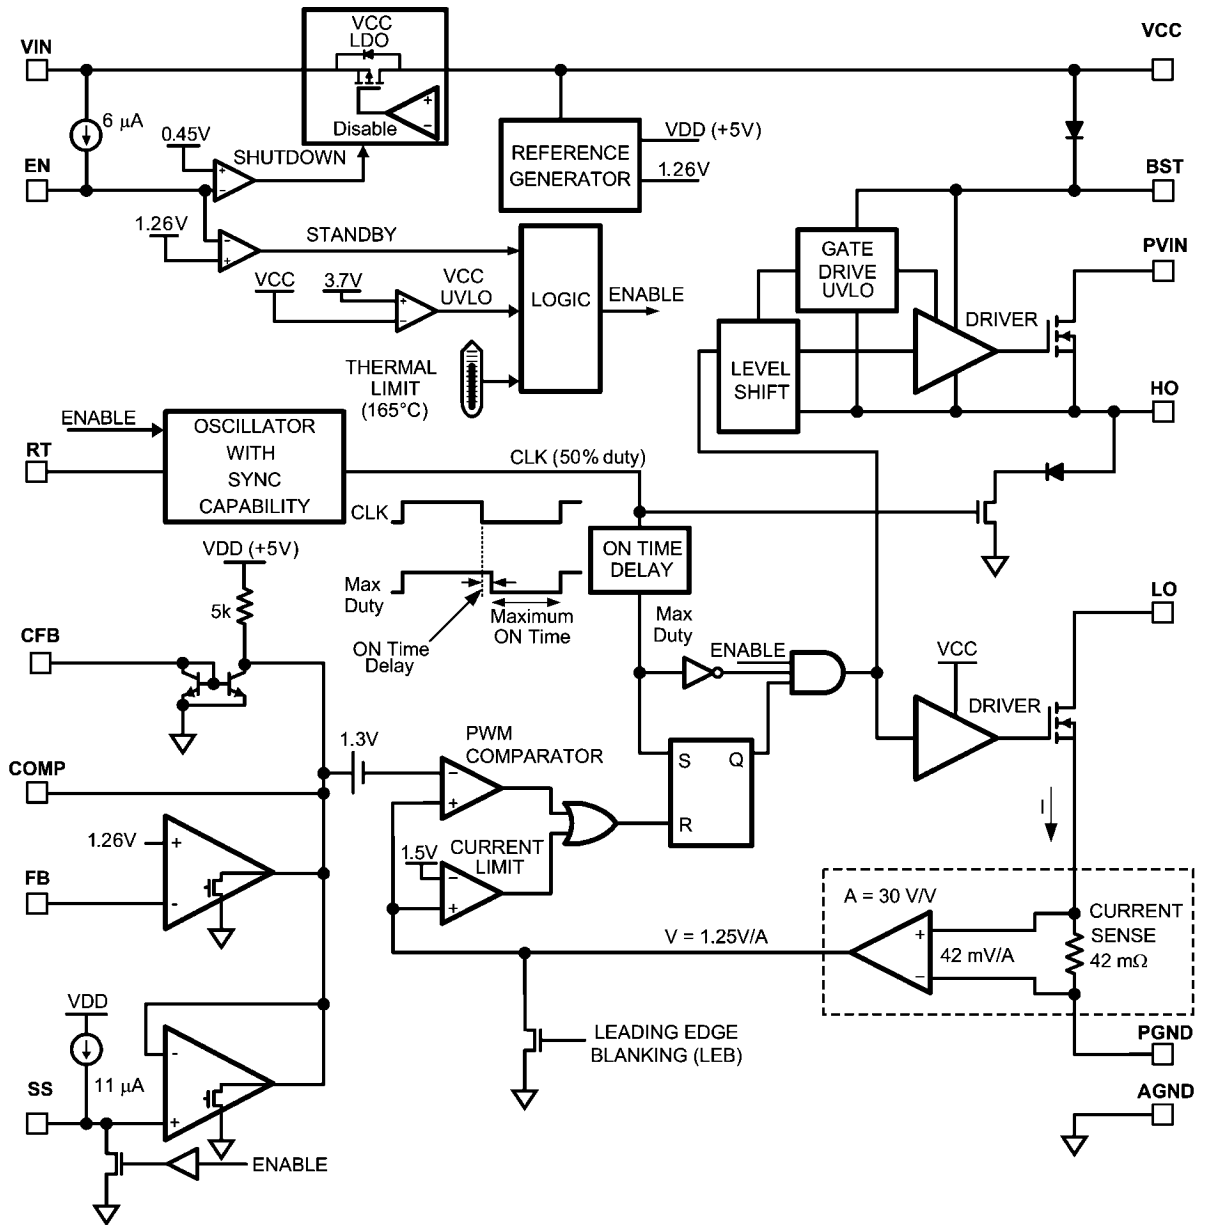 VCC
LDO
VIN
VCC
6 µA
0.45V
Disable
+
−
SHUTDOWN
+
−
EN
REFERENCE
GENERATOR
VDD (+5V)
1.26V
BST
1.26V
−
+
STANDBY
VCC
3.7V
+
−
VCC
UVLO
LOGIC
ENABLE
THERMAL
LIMIT
(165°C)
GATE
DRIVE
UVLO
PVIN
DRIVER
LEVEL
SHIFT
HO
ENABLE
RT
OSCILLATOR
WITH
SYNC
CAPABILITY
CLK (50% duty)
CLK
Max
Duty
ON Time
Delay
Maximum
ON Time
ON TIME
DELAY
Max
Duty
VDD (+5V)
5k
CFB
ENABLE
VCC
DRIVER
LO
1.3V
PWM
COMPARATOR
−
+
S
Q
R
COMP
1.26V
+
FB
-
1.5V
CURRENT
LIMIT
−
+
I
A = 30 V/V
+
−
42 mV/A
CURRENT
SENSE
42 mΩ
V = 1.25V/A
LEADING EDGE
BLANKING (LEB)
PGND
AGND
VDD
11 µA
SS
-
+
ENABLE